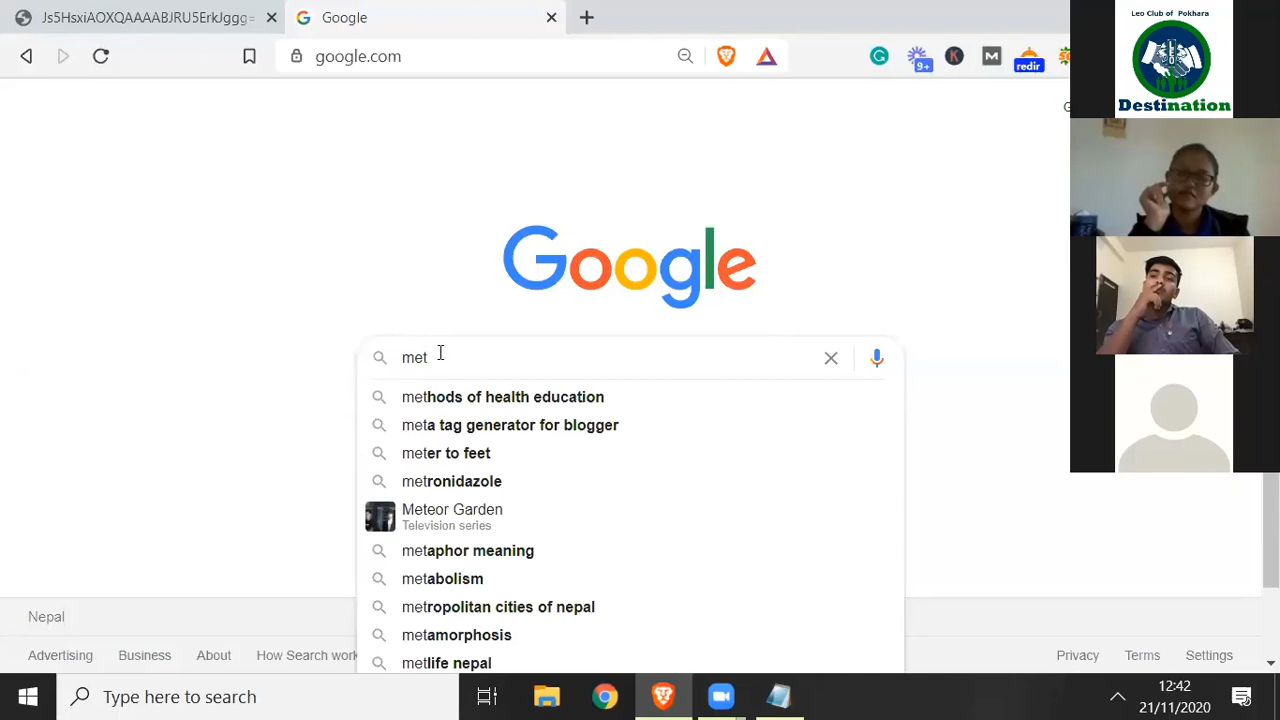 Js5HsxiAOXQAAAABJRU5ErkJggg=
Google
google.com
9+
K
M
redir
Leo Club of Pokhara
LEO
Destination
Google
met
methods of health education
meta tag generator for blogger
meter to feet
metronidazole
Meteor Garden
Television series
metaphor meaning
metabolism
metropolitan cities of nepal
metamorphosis
metlife nepal
Nepal
Advertising Business About How Search work Privacy Terms Settings
Type here to search
12:42
21/11/2020